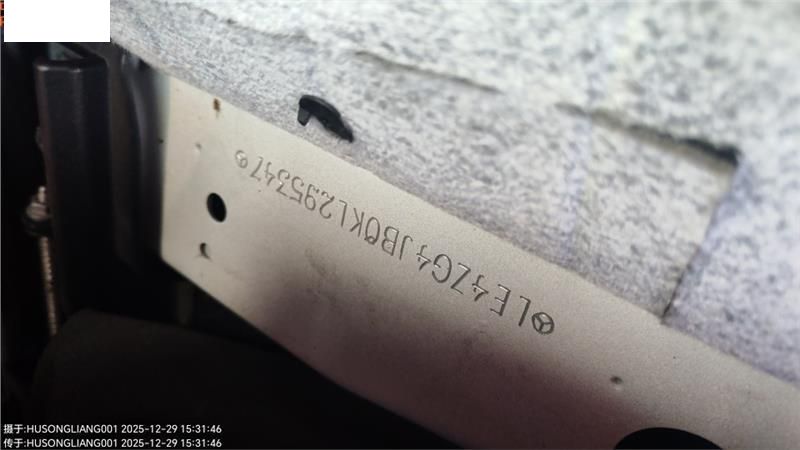 LE4ZG4JB0KL295347
摄于:HUSONGLIANG001 2025-12-29 15:31:46
传于:HUSONGLIANG001 2025-12-29 15:31:46